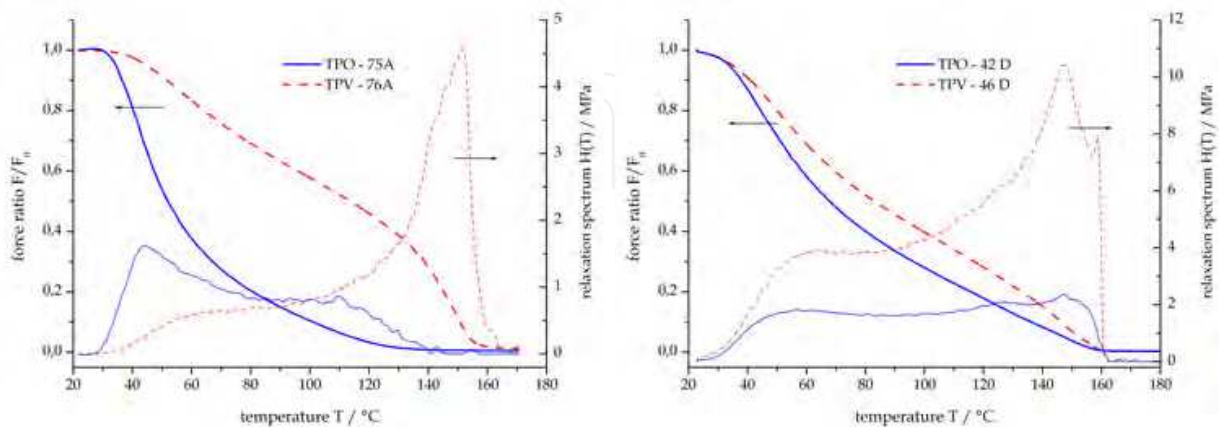 1,0
0,8
0,6
0,4
0,2
0,0
force ratio F/F₀
20 40 60 80 100 120 140 160 180
temperature T / °C
5
4
3
2
1
0
relaxation spectrum H(T) / MPa
TPO - 75A
TPV - 76A
1,0
0,8
0,6
0,4
0,2
0,0
force ratio F/F₀
20 40 60 80 100 120 140 160 180
temperature T / °C
12
10
8
6
4
2
0
relaxation spectrum H(T) / MPa
TPO - 42 D
TPV - 46 D